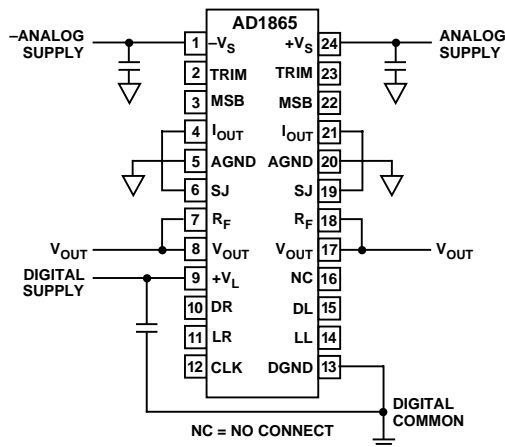 AD1865
–ANALOG
SUPPLY
1 –VS +VS 24
ANALOG
SUPPLY
2 TRIM TRIM 23
3 MSB MSB 22
4 IOUT IOUT 21
5 AGND AGND 20
6 SJ SJ 19
7 RF RF 18
VOUT 8 VOUT VOUT 17 VOUT
DIGITAL
SUPPLY
9 +VL NC 16
10 DR DL 15
11 LR LL 14
12 CLK DGND 13
DIGITAL
COMMON
NC = NO CONNECT